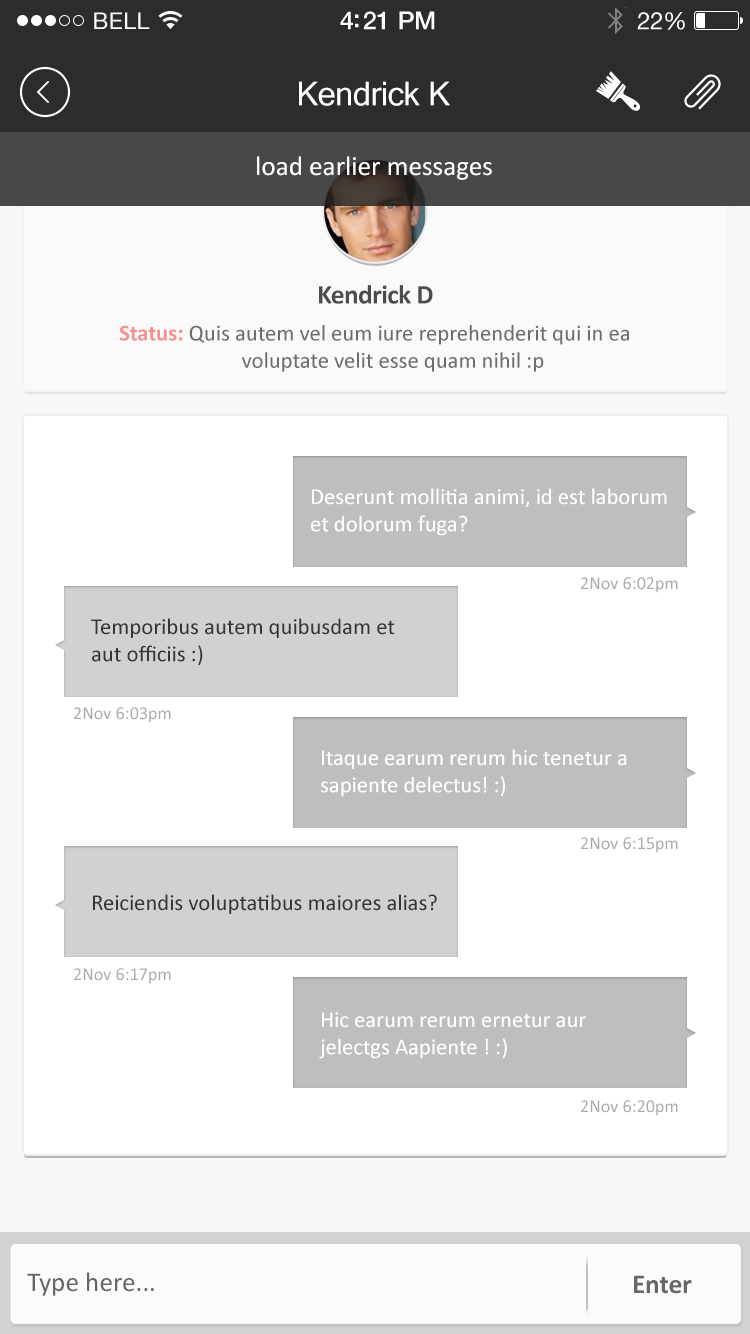 BELL 4:21 PM 22%
Kendrick K
load earlier messages
Kendrick D
Status: Quis autem vel eum iure reprehenderit qui in ea
voluptate velit esse quam nihil :p
Deserunt mollitia animi, id est laborum
et dolorum fuga?
2Nov 6:02pm
Temporibus autem quibusdam et
aut officiis :)
2Nov 6:03pm
Itaque earum rerum hic tenetur a
sapiente delectus! :)
2Nov 6:15pm
Reiciendis voluptatibus maiores alias?
2Nov 6:17pm
Hic earum rerum ernetur aur
jelectgs Aapiente ! :)
2Nov 6:20pm
Type here... Enter